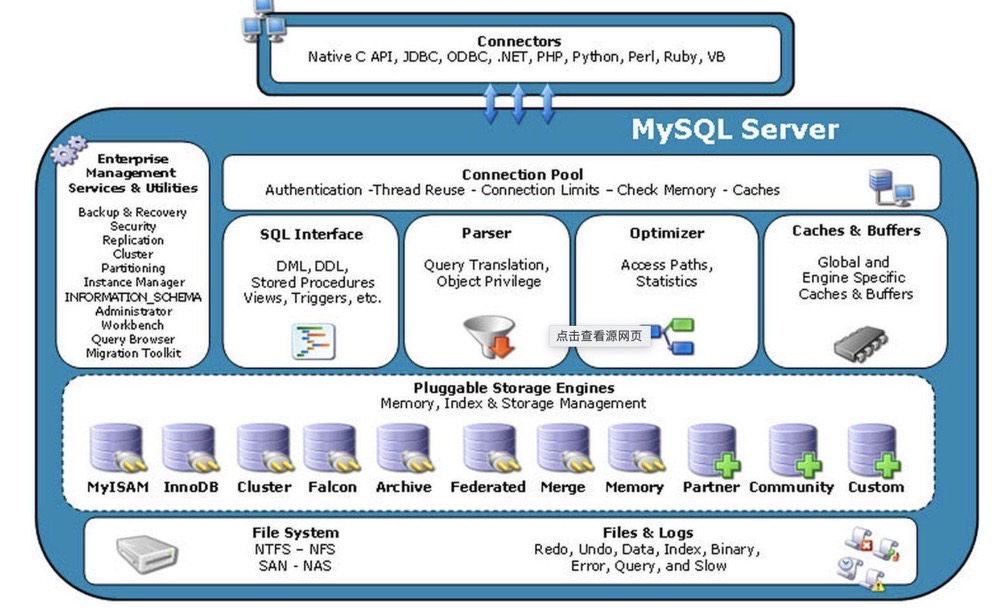 Connectors
Native C API, JDBC, ODBC, .NET, PHP, Python, Perl, Ruby, VB
MySQL Server
Enterprise
Management
Services & Utilities
Backup & Recovery
Security
Replication
Cluster
Partitioning
Instance Manager
INFORMATION_SCHEMA
Administrator
Workbench
Query Browser
Migration Toolkit
Connection Pool
Authentication -Thread Reuse - Connection Limits – Check Memory - Caches
SQL Interface
DML, DDL,
Stored Procedures
Views, Triggers, etc.
Parser
Query Translation,
Object Privilege
Optimizer
Access Paths,
Statistics
点击查看源网页
Caches & Buffers
Global and
Engine Specific
Caches & Buffers
Pluggable Storage Engines
Memory, Index & Storage Management
MyISAM InnoDB Cluster Falcon Archive Federated Merge Memory Partner Community Custom
File System
NTFS – NFS
SAN - NAS
Files & Logs
Redo, Undo, Data, Index, Binary,
Error, Query, and Slow